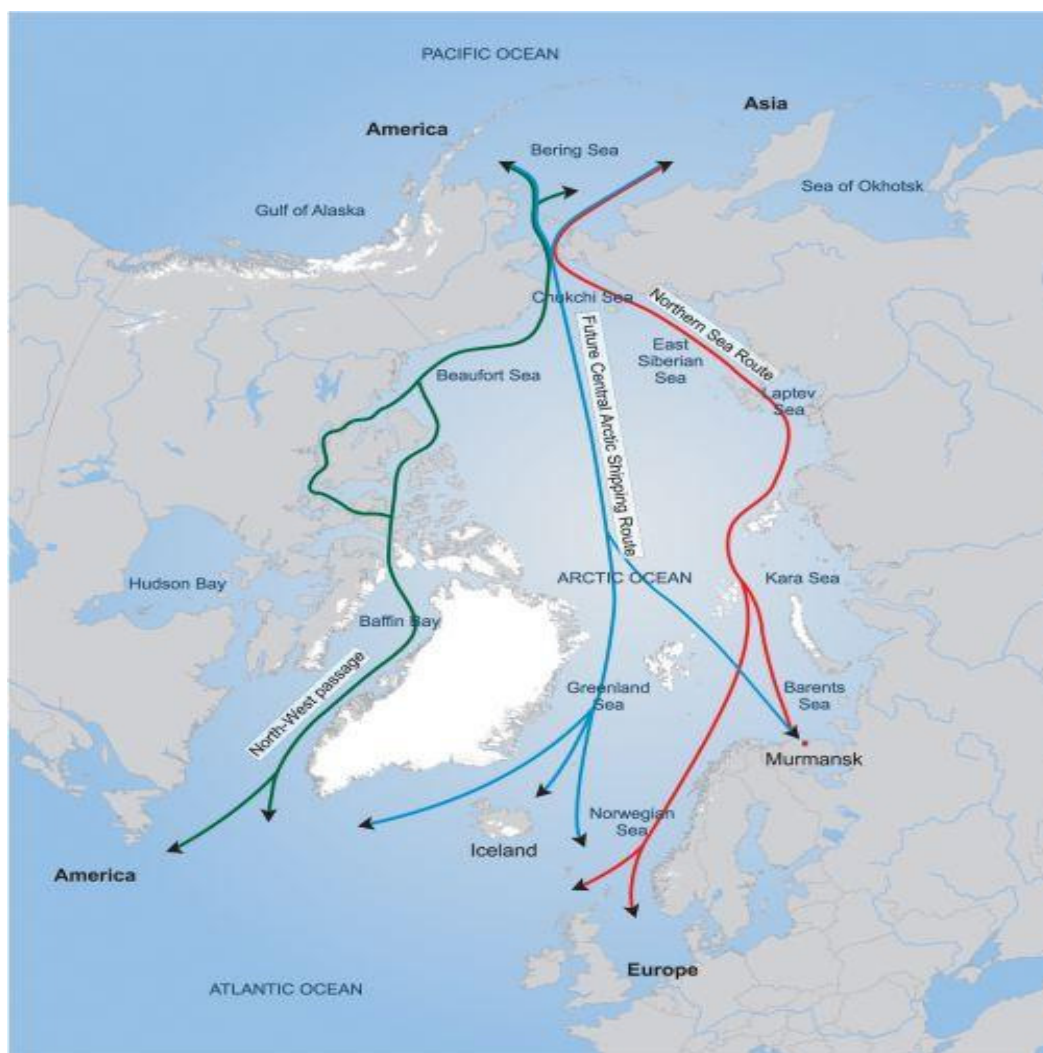 PACIFIC OCEAN
Asia
America
Bering Sea
Sea of Okhotsk
Gulf of Alaska
Chukchi Sea
Northern Sea Route
Future Central Arctic Shipping Route
East
Siberian
Sea
Beaufort Sea
Laptev
Sea
ARCTIC OCEAN
Kara Sea
Hudson Bay
Baffin Bay
North-West passage
Greenland
Sea
Barents
Sea
Murmansk
Norwegian
Sea
Iceland
America
Europe
ATLANTIC OCEAN